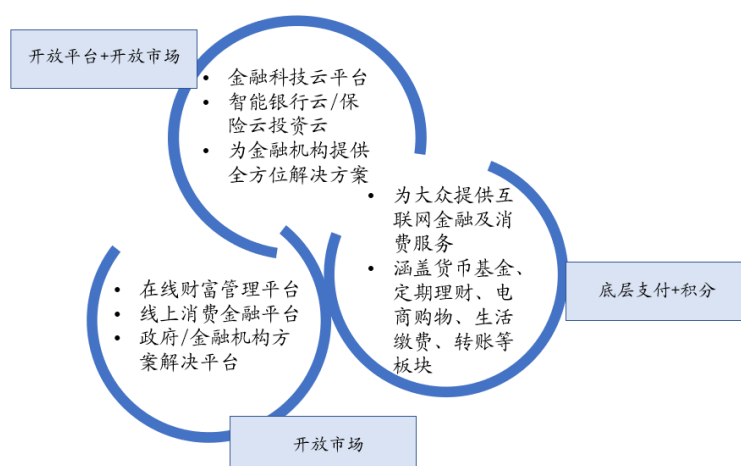 开放平台+开放市场
• 金融科技云平台
• 智能银行云/保
险云投资云
• 为金融机构提供
全方位解决方案
• 为大众提供互
联网金融及消
费服务
• 涵盖货币基金、
定期理财、电
商购物、生活
缴费、转账等
板块
底层支付+积分
• 在线财富管理平台
• 线上消费金融平台
• 政府/金融机构方
案解决平台
开放市场